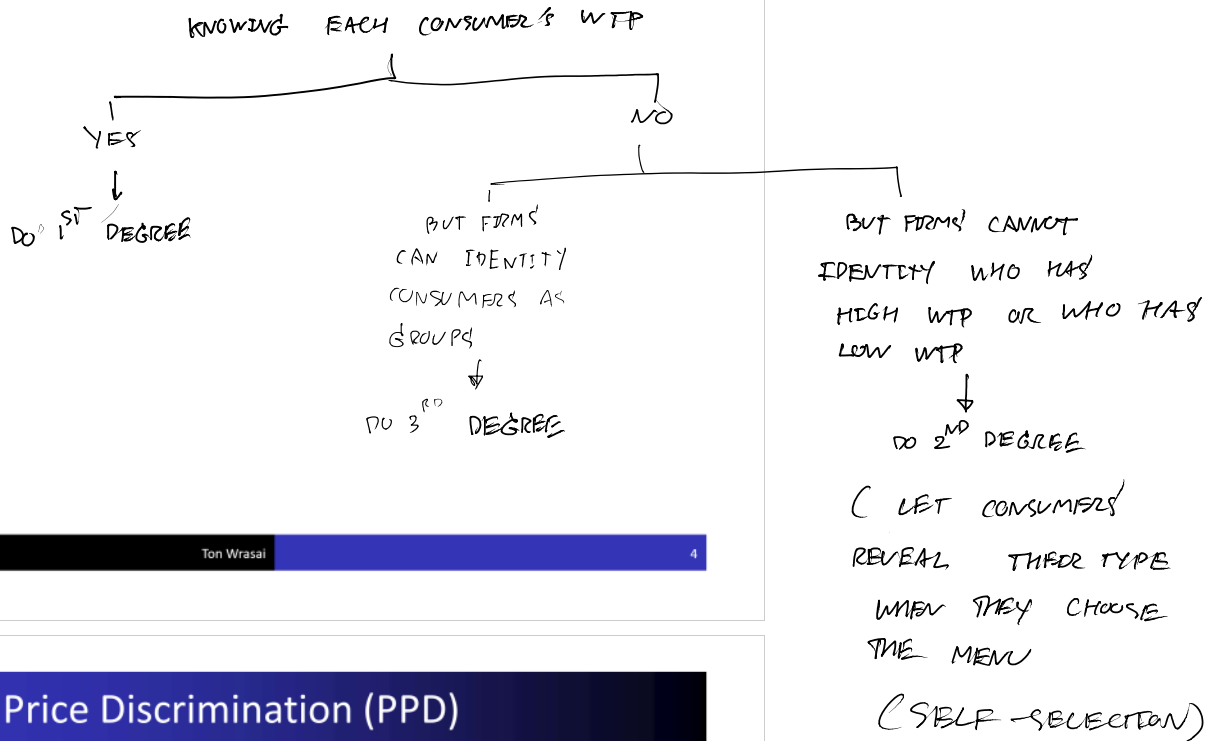 KNOWING EACH CONSUMER'S WTP
YES
NO
DO 1ST DEGREE
BUT FIRMS
CAN IDENTITY
CONSUMERS AS
GROUPS
DO 3RD DEGREE
BUT FIRMS CANNOT
IDENTITY WHO HAS
HIGH WTP OR WHO HAS
LOW WTP
DO 2ND DEGREE
( LET CONSUMERS
REVEAL THEIR TYPE
WHEN THEY CHOOSE
THE MENU
(SELF-SELECTION)
Ton Wrasai
4
Price Discrimination (PPD)